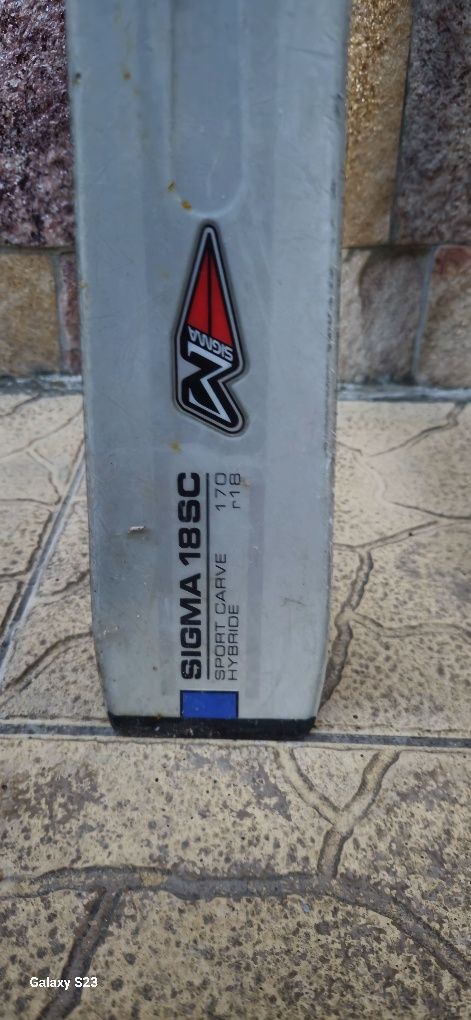 SIGMA
SIGMA 18SC
SPORT CARVE 170
HYBRIDE r18
Galaxy S23